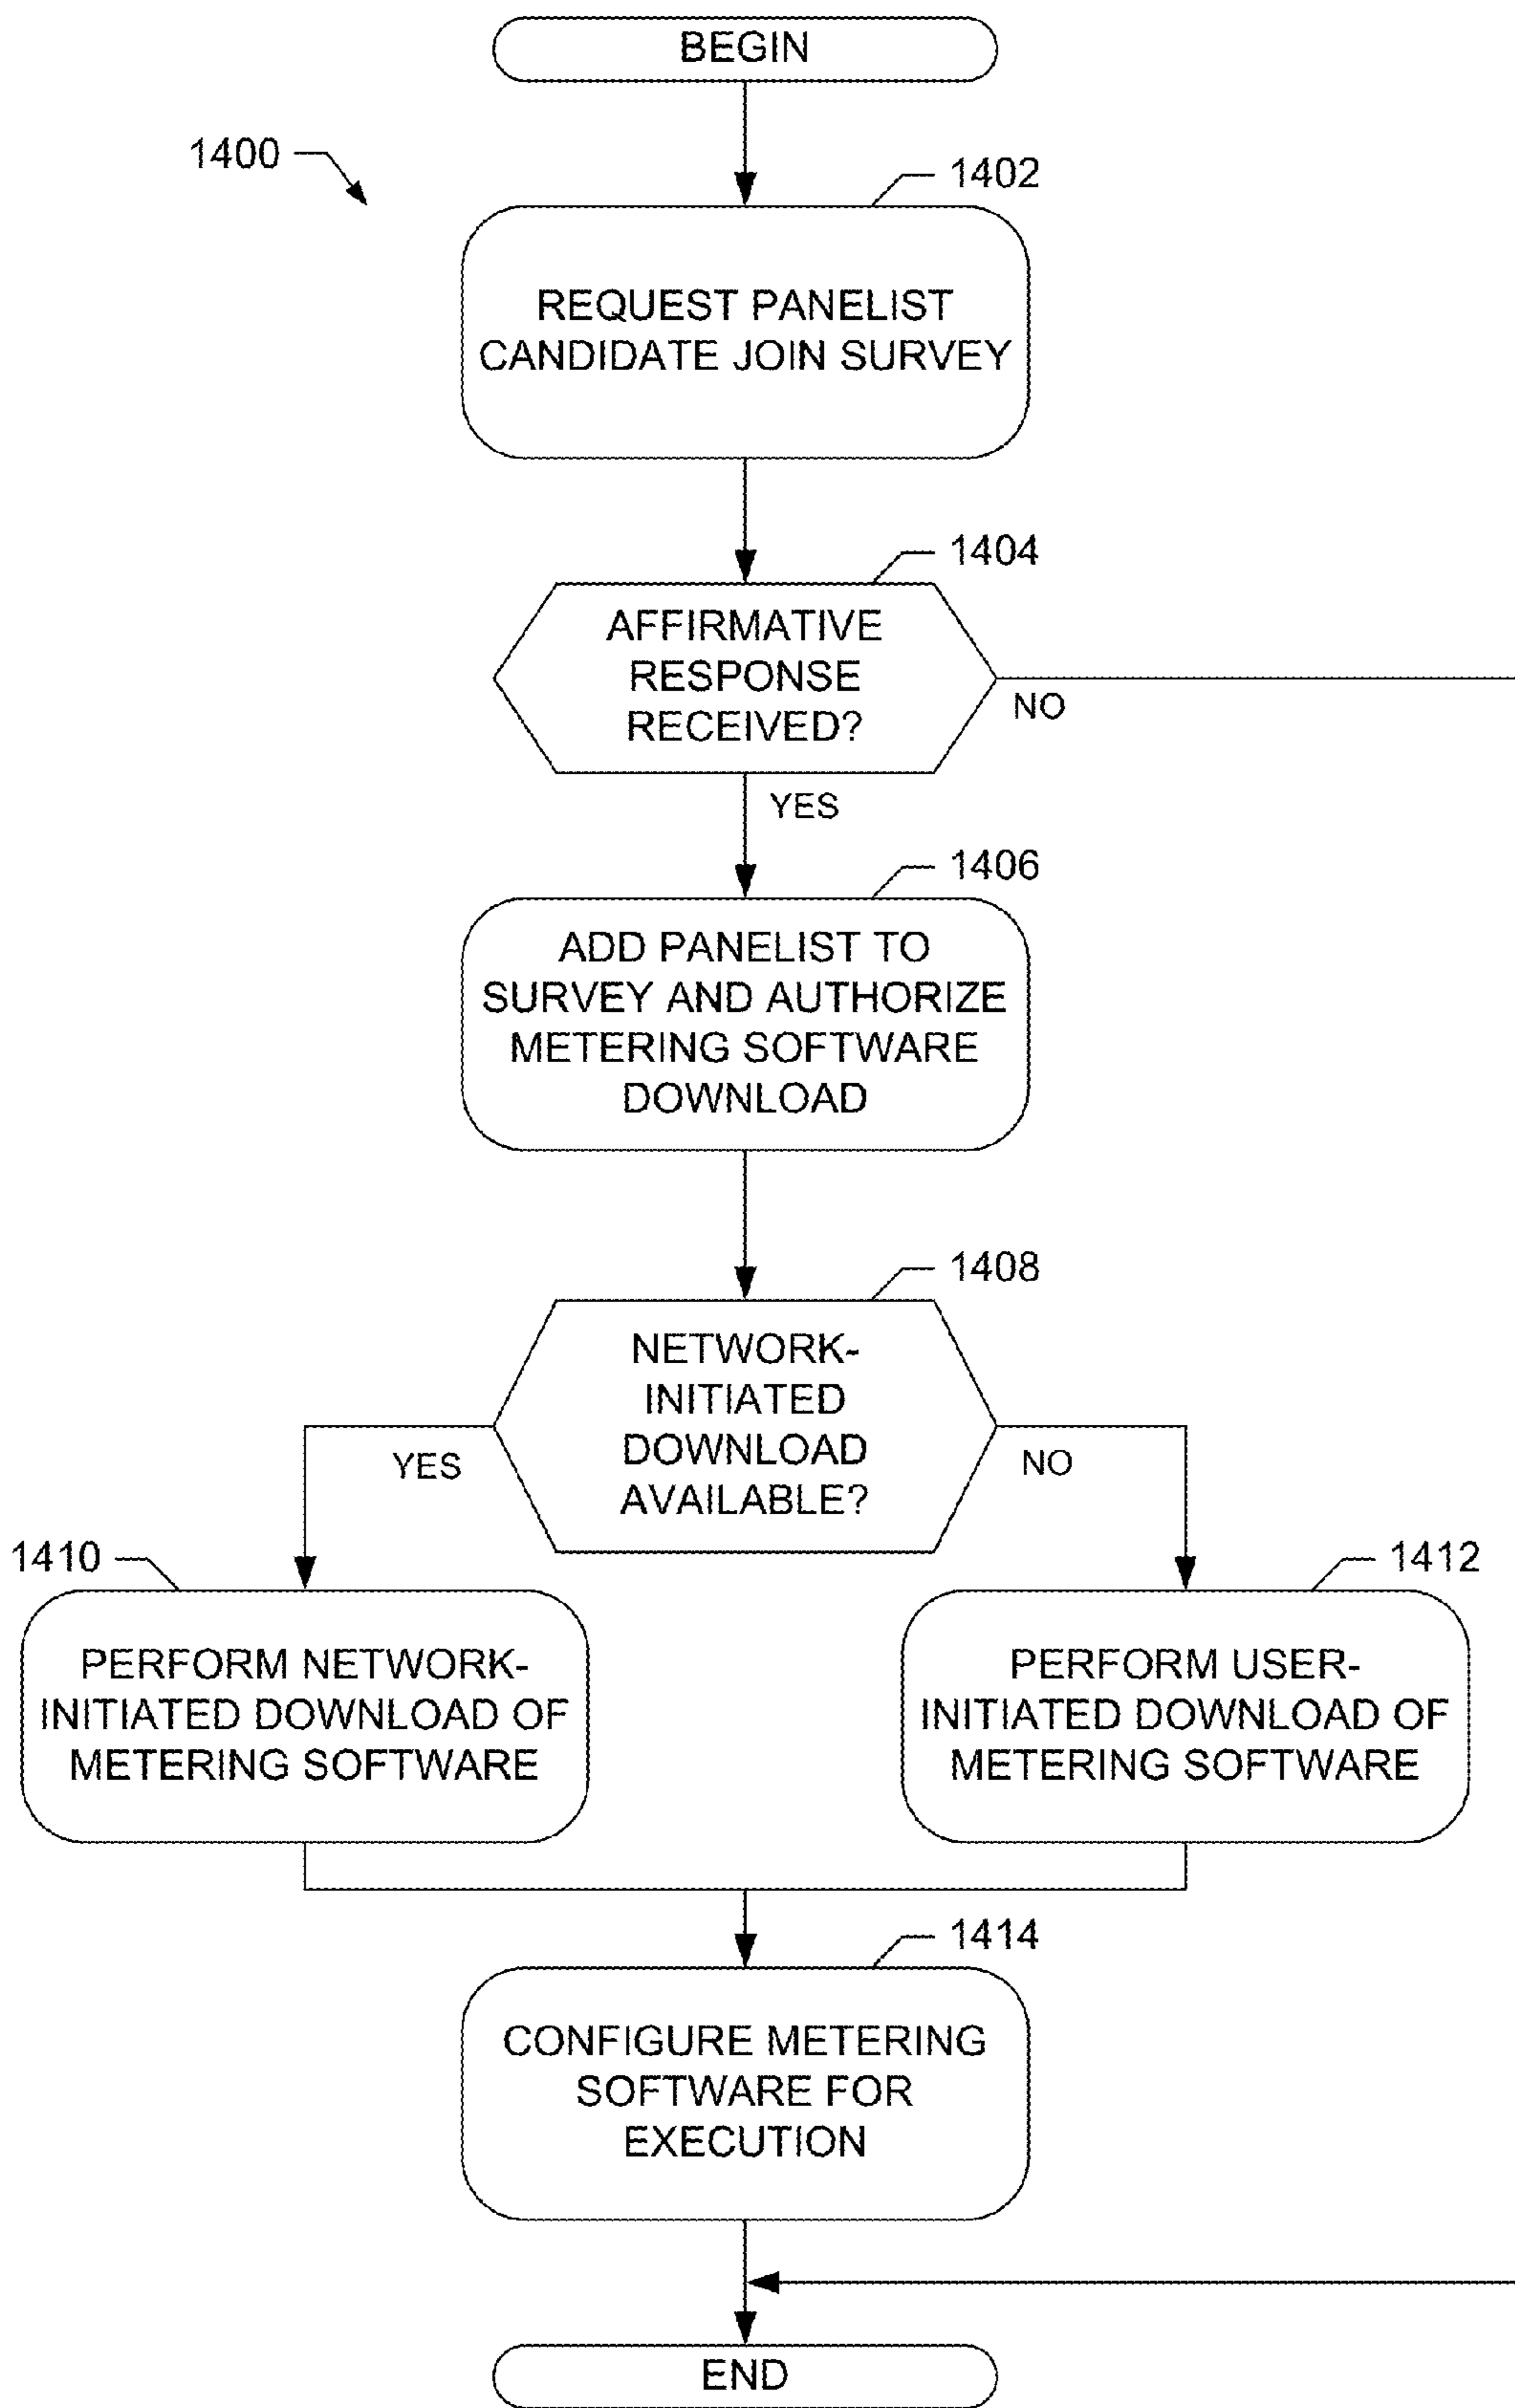 BEGIN
1400
1402
REQUEST PANELIST
CANDIDATE JOIN SURVEY
1404
AFFIRMATIVE
RESPONSE
RECEIVED?
NO
YES
1406
ADD PANELIST TO
SURVEY AND AUTHORIZE
METERING SOFTWARE
DOWNLOAD
1408
NETWORK-
INITIATED
DOWNLOAD
AVAILABLE?
YES
NO
1410
PERFORM NETWORK-
INITIATED DOWNLOAD OF
METERING SOFTWARE
1412
PERFORM USER-
INITIATED DOWNLOAD OF
METERING SOFTWARE
1414
CONFIGURE METERING
SOFTWARE FOR
EXECUTION
END